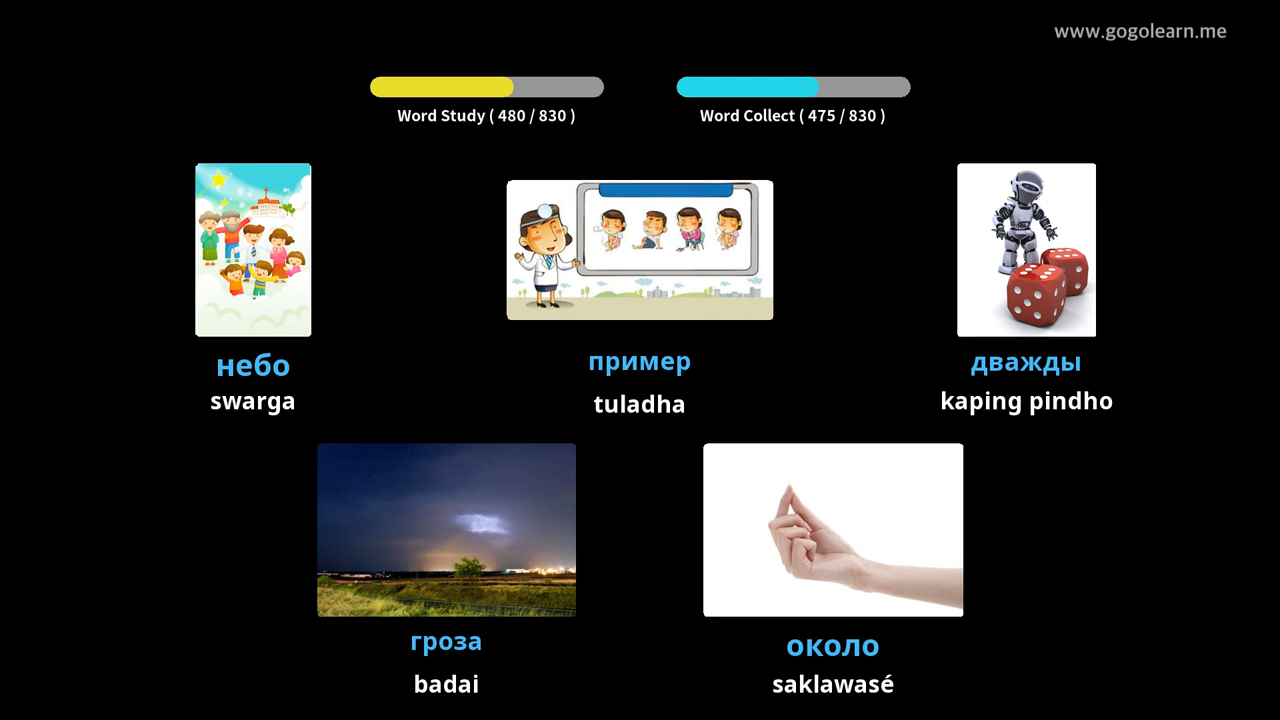 www.gogolearn.me
Word Study ( 480 / 830 )
Word Collect ( 475 / 830 )
небо
swarga
пример
tuladha
дважды
kaping pindho
гроза
badai
около
saklawasé